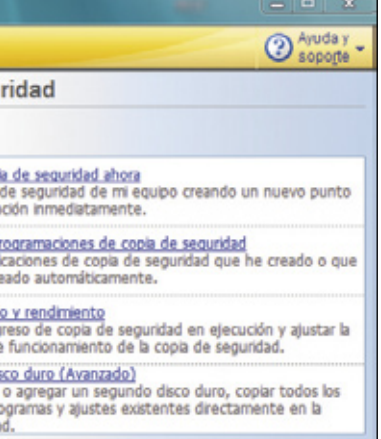 Ayuda y
soporte
ridad
ia de seguridad ahora
de seguridad de mi equipo creando un nuevo punto
ción inmediatamente.
rogramaciones de copia de seguridad
icaciones de copia de seguridad que he creado o que
eado automáticamente.
o y rendimiento
greso de copia de seguridad en ejecución y ajustar la
e funcionamiento de la copia de seguridad.
sco duro (Avanzado)
o agregar un segundo disco duro, copiar todos los
ogramas y ajustes existentes directamente en la
d.